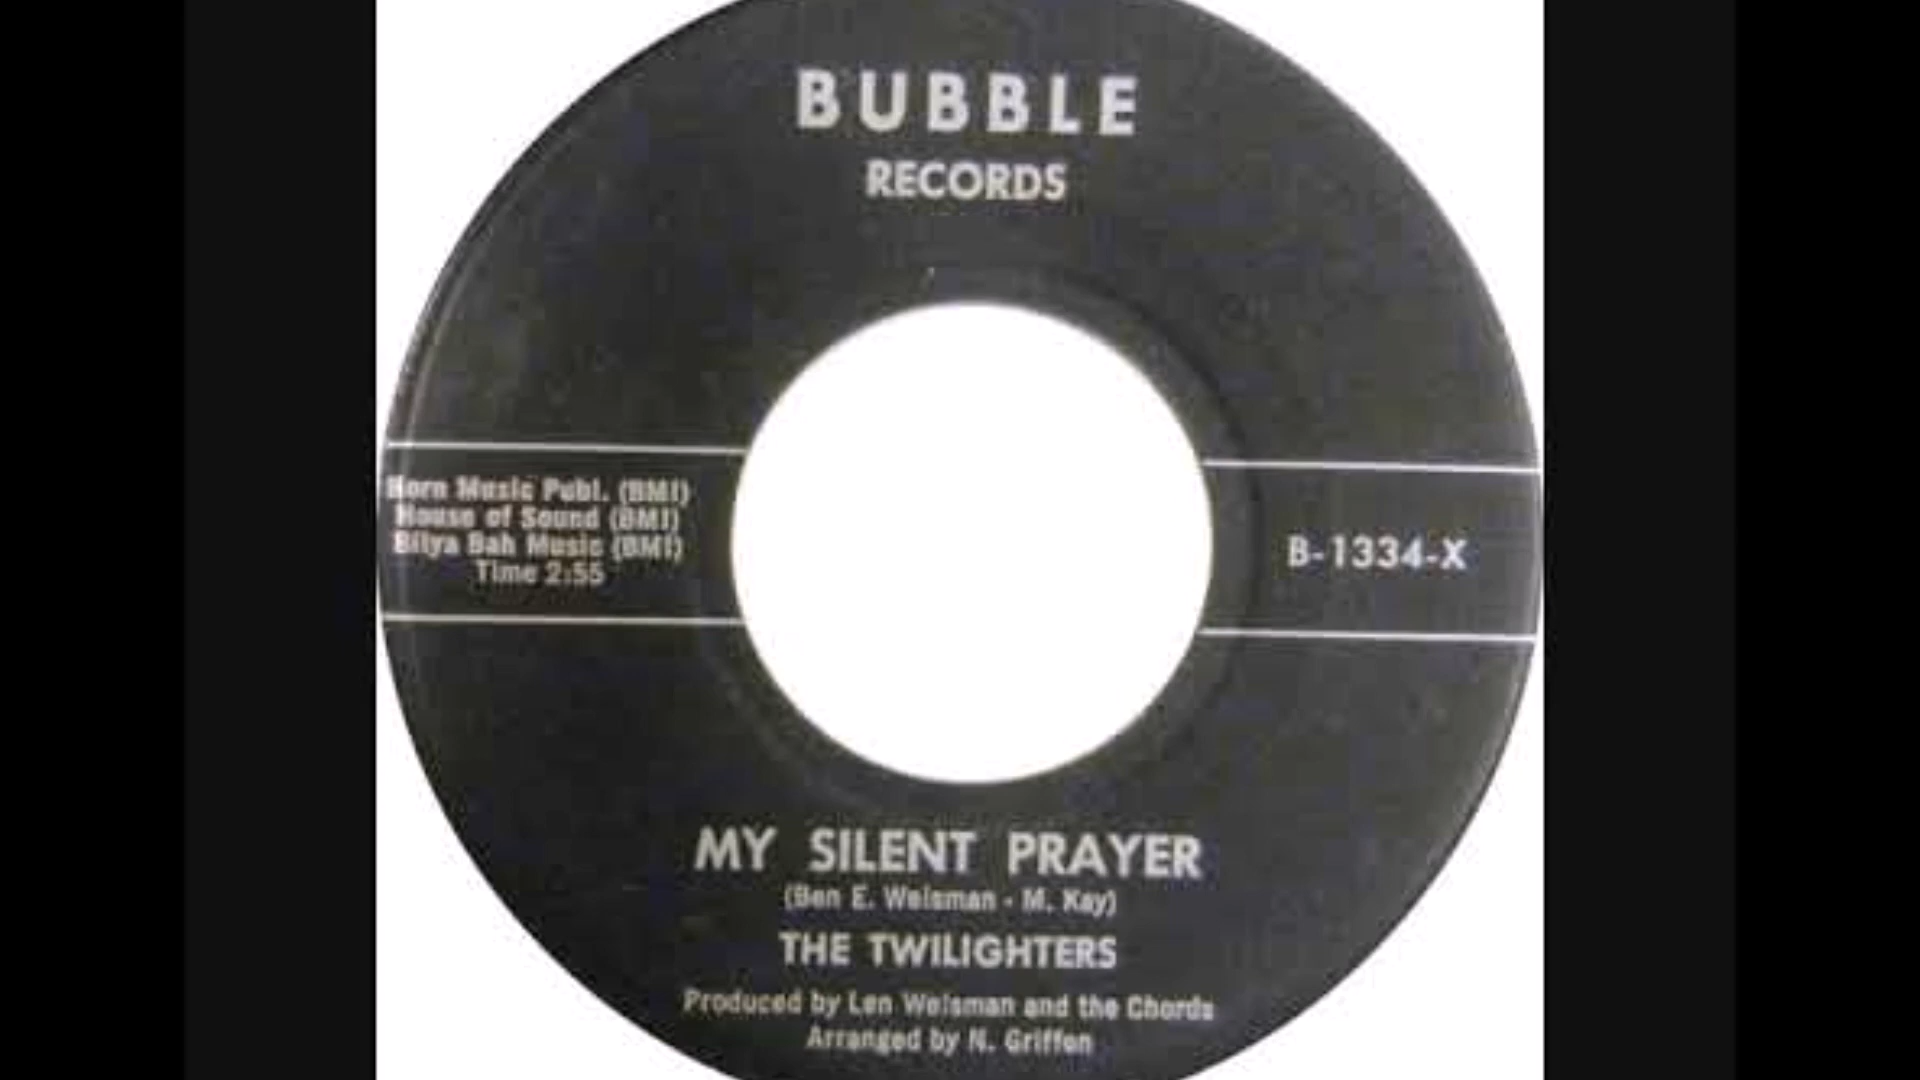 BUBBLE
RECORDS
Horn Music Publ. (BMI)
House of Sound (BMI)
Bilya Bah Music (BMI)
Time 2:55
B-1334-X
MY SILENT PRAYER
(Ben E. Weisman - M. Kay)
THE TWILIGHTERS
Produced by Len Weisman and the Chords
Arranged by N. Griffen